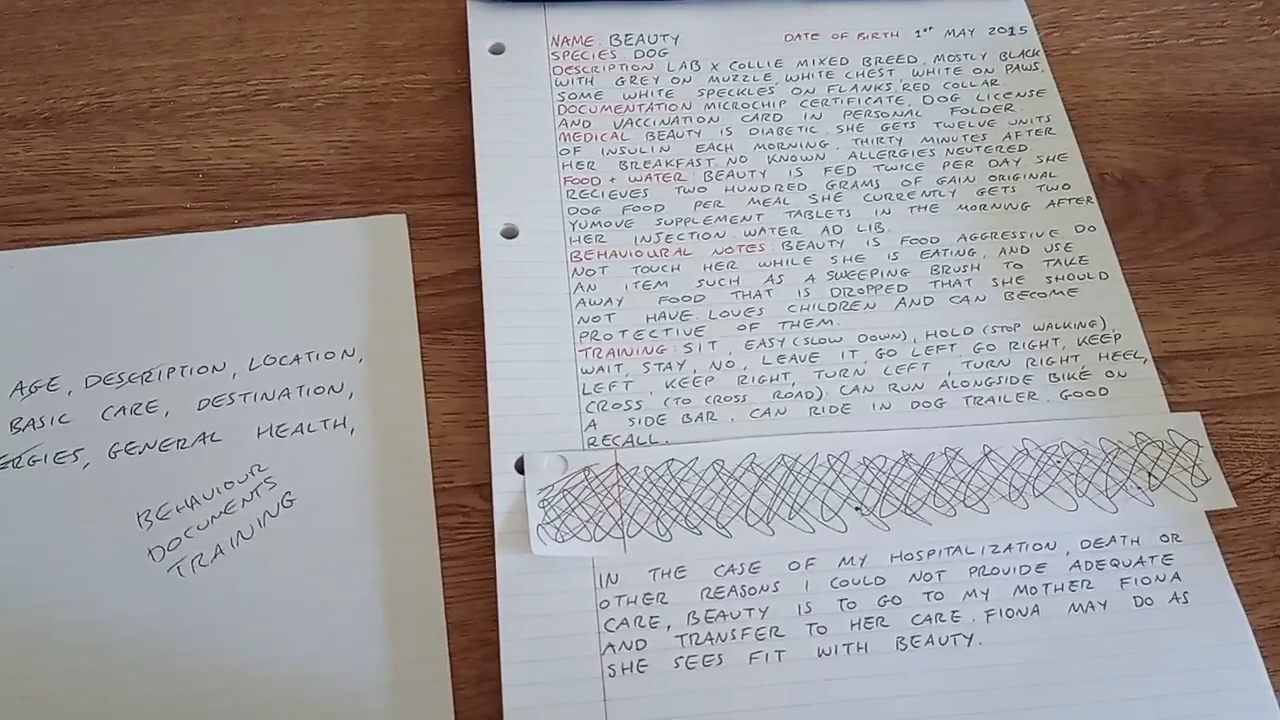 AGE, DESCRIPTION, LOCATION,
BASIC CARE, DESTINATION,
GENERAL HEALTH,
BEHAVIOUR
DOCUMENTS
TRAINING
NAME: BEAUTY DATE OF BIRTH 1ST MAY 2015
SPECIES DOG
DESCRIPTION LAB X COLLIE MIXED BREED. MOSTLY BLACK
WITH GREY ON MUZZLE, WHITE CHEST, WHITE ON PAWS,
SOME WHITE SPECKLES ON FLANKS. RED COLLAR
DOCUMENTATION MICROCHIP CERTIFICATE, DOG LICENSE
AND VACCINATION CARD IN PERSONAL FOLDER.
MEDICAL: BEAUTY IS DIABETIC. SHE GETS TWELVE UNITS
OF INSULIN EACH MORNING, THIRTY MINUTES AFTER
HER BREAKFAST. NO KNOWN ALLERGIES. NEUTERED.
FOOD + WATER: BEAUTY IS FED TWICE PER DAY. SHE
RECIEVES TWO HUNDRED GRAMS OF GAIN ORIGINAL
DOG FOOD PER MEAL. SHE CURRENTLY GETS TWO
YUMOVE SUPPLEMENT TABLETS IN THE MORNING AFTER
HER INJECTION. WATER AD LIB.
BEHAVIOURAL NOTES: BEAUTY IS FOOD AGGRESSIVE. DO
NOT TOUCH HER WHILE SHE IS EATING, AND USE
AN ITEM SUCH AS A SWEEPING BRUSH TO TAKE
AWAY FOOD THAT IS DROPPED THAT SHE SHOULD
NOT HAVE. LOVES CHILDREN AND CAN BECOME
PROTECTIVE OF THEM.
TRAINING: SIT, EASY (SLOW DOWN), HOLD (STOP WALKING),
WAIT, STAY, NO, LEAVE IT, GO LEFT, GO RIGHT, KEEP
LEFT, KEEP RIGHT, TURN LEFT, TURN RIGHT, HEEL,
CROSS (TO CROSS ROAD). CAN RUN ALONGSIDE BIKE ON
A SIDE BAR. CAN RIDE IN DOG TRAILER. GOOD
RECALL.
IN THE CASE OF MY HOSPITALIZATION, DEATH OR
OTHER REASONS I COULD NOT PROVIDE ADEQUATE
CARE, BEAUTY IS TO GO TO MY MOTHER FIONA
AND TRANSFER TO HER CARE. FIONA MAY DO AS
SHE SEES FIT WITH BEAUTY.